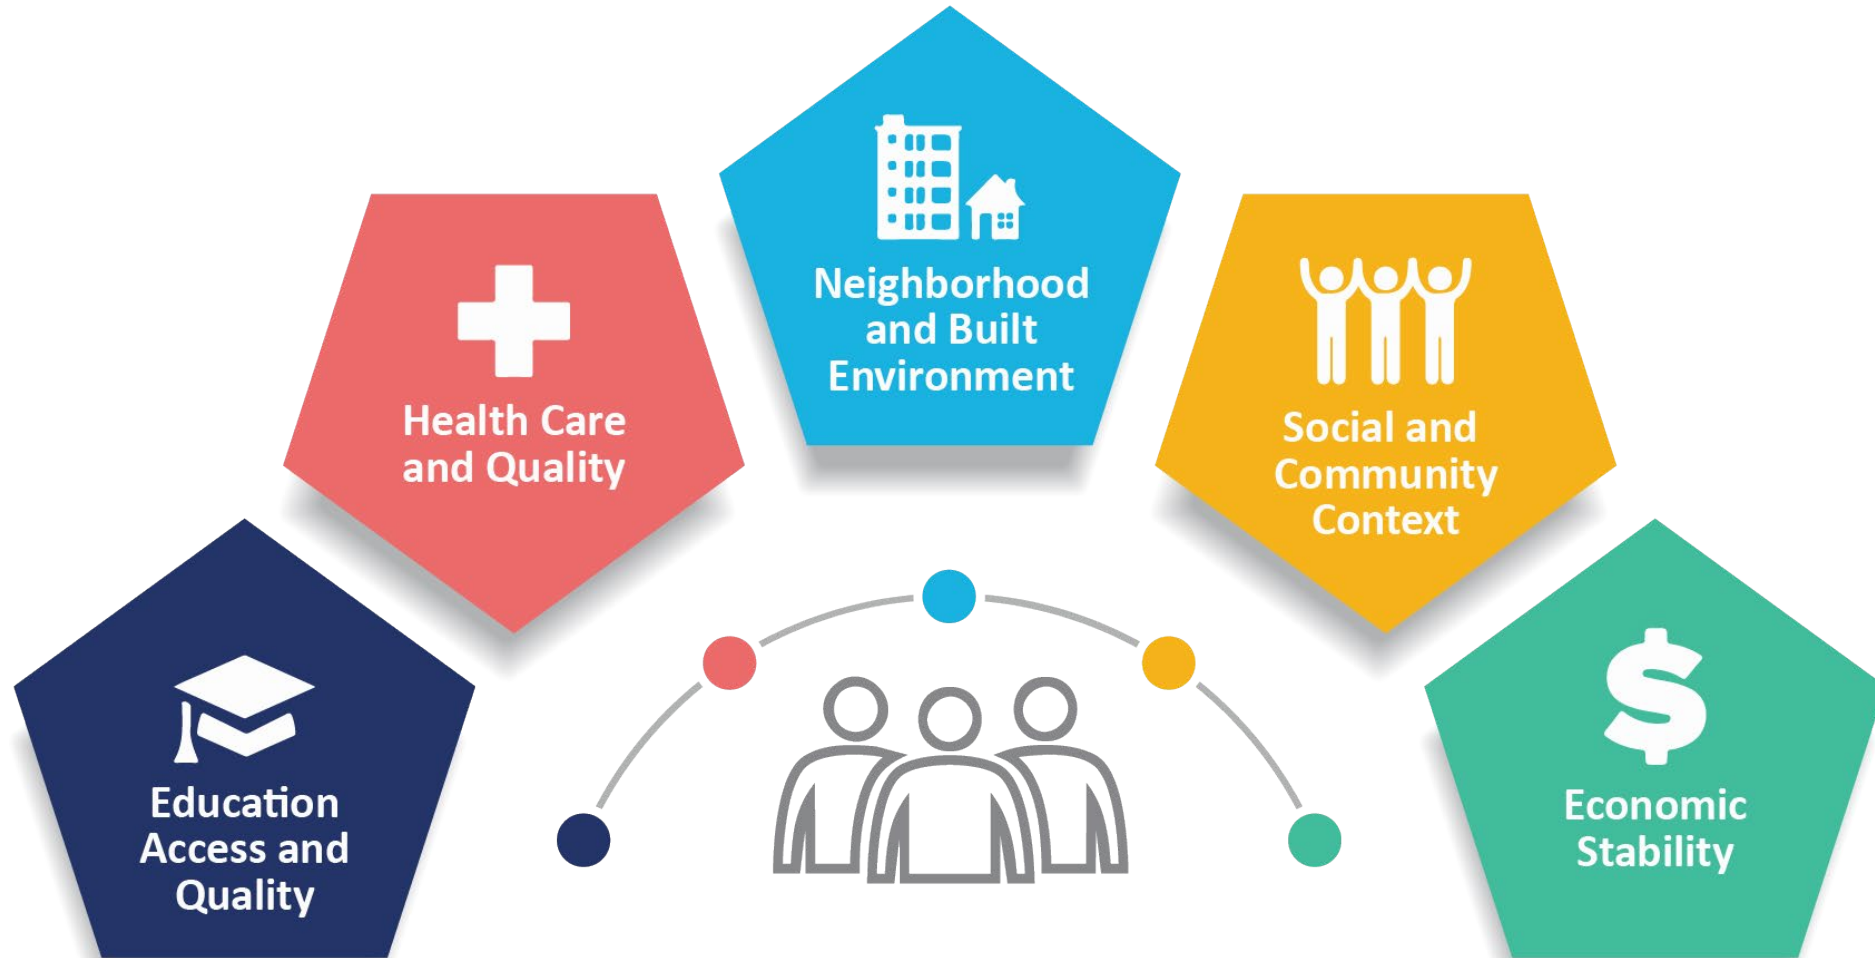 Education
Access and
Quality
Health Care
and Quality
Neighborhood
and Built
Environment
Social and
Community
Context
Economic
Stability